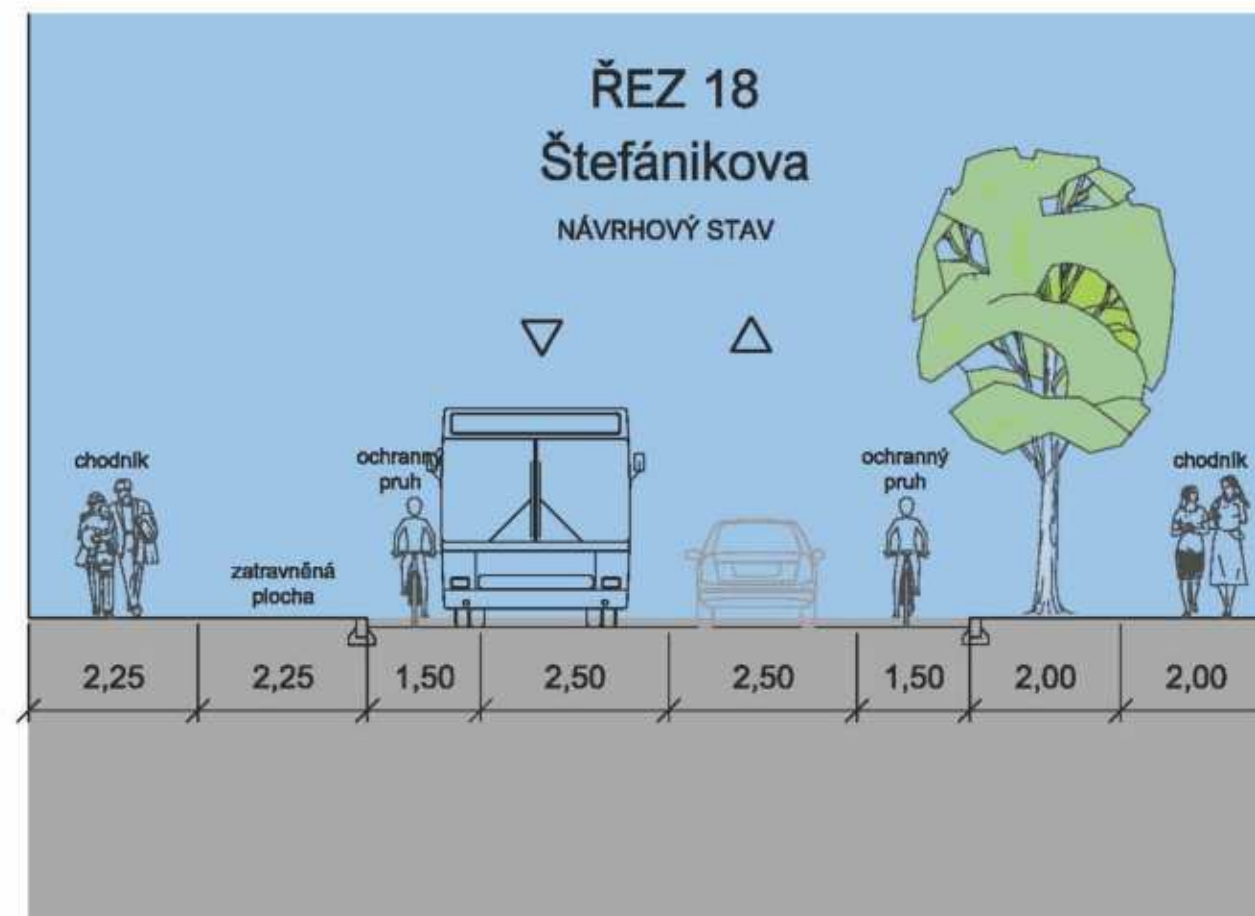 ŘEZ 18
Štefánikova
NÁVRHOVÝ STAV
chodník
zatravněná
plocha
ochranný
pruh
ochranný
pruh
chodník
2,25 2,25 1,50 2,50 2,50 1,50 2,00 2,00